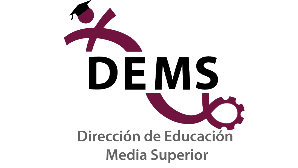 DEMS
Dirección de Educación
Media Superior